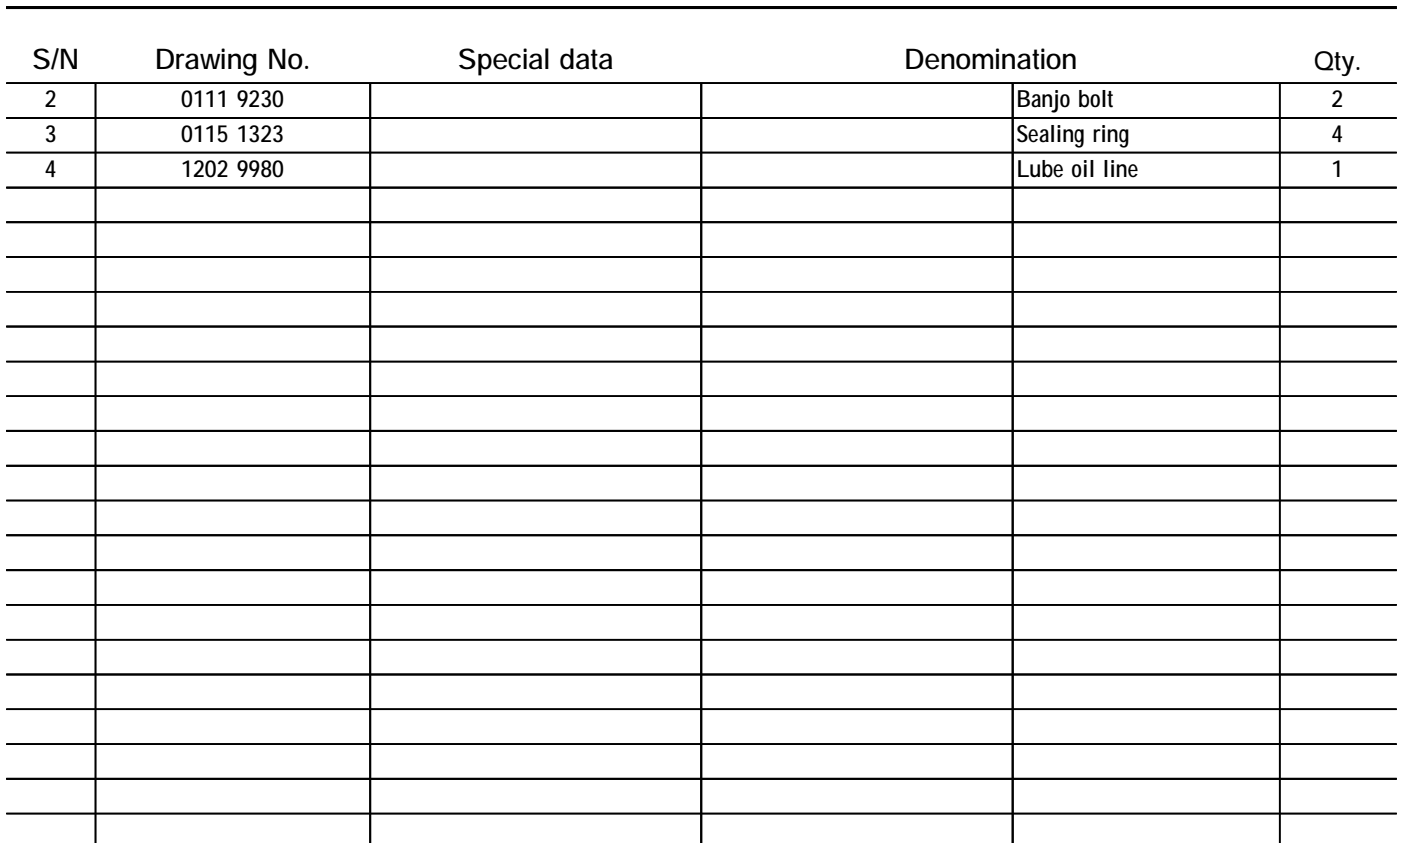 S/N Drawing No. Special data Denomination Qty.
2 0111 9230 Banjo bolt 2
3 0115 1323 Sealing ring 4
4 1202 9980 Lube oil line 1